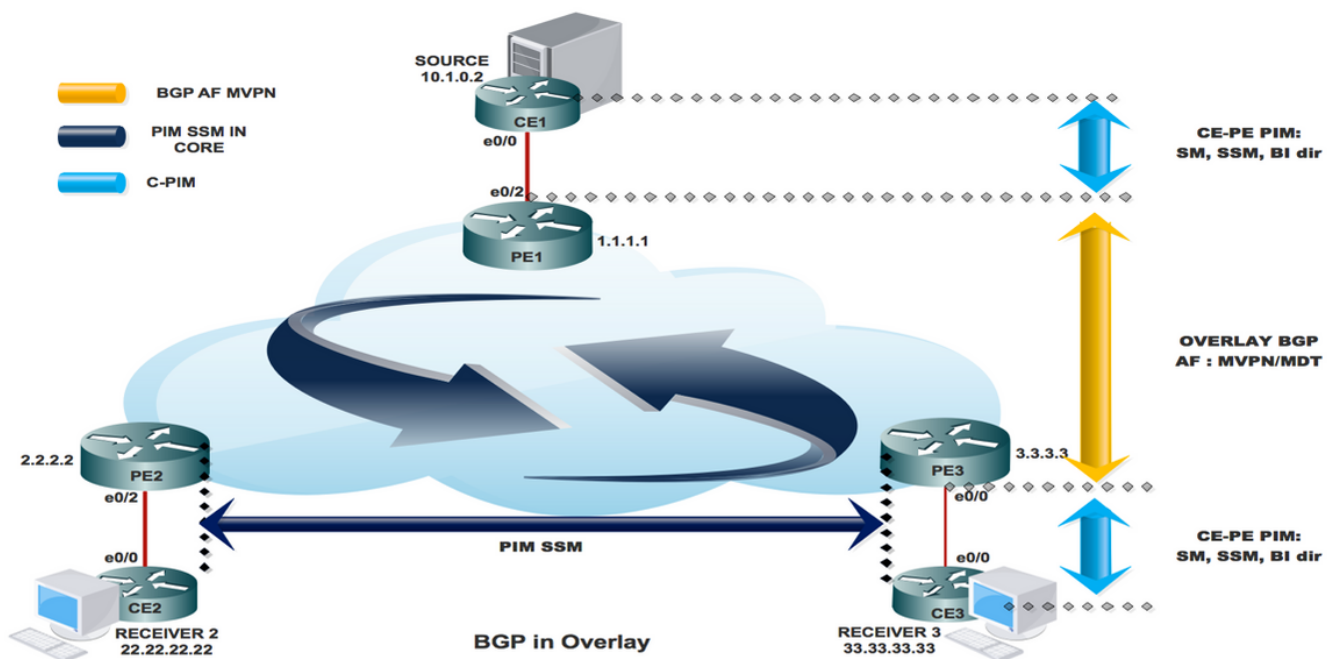 SOURCE
10.1.0.2
BGP AF MVPN
PIM SSM IN
CORE
C-PIM
CE1
e0/0
CE-PE PIM:
SM, SSM, BI dir
e0/2
PE1
1.1.1.1
OVERLAY BGP
AF : MVPN/MDT
2.2.2.2
PE2
e0/2
PE3
3.3.3.3
e0/0
PIM SSM
e0/0
CE2
e0/0
CE3
CE-PE PIM:
SM, SSM, BI dir
RECEIVER 2
22.22.22.22
BGP in Overlay
RECEIVER 3
33.33.33.33